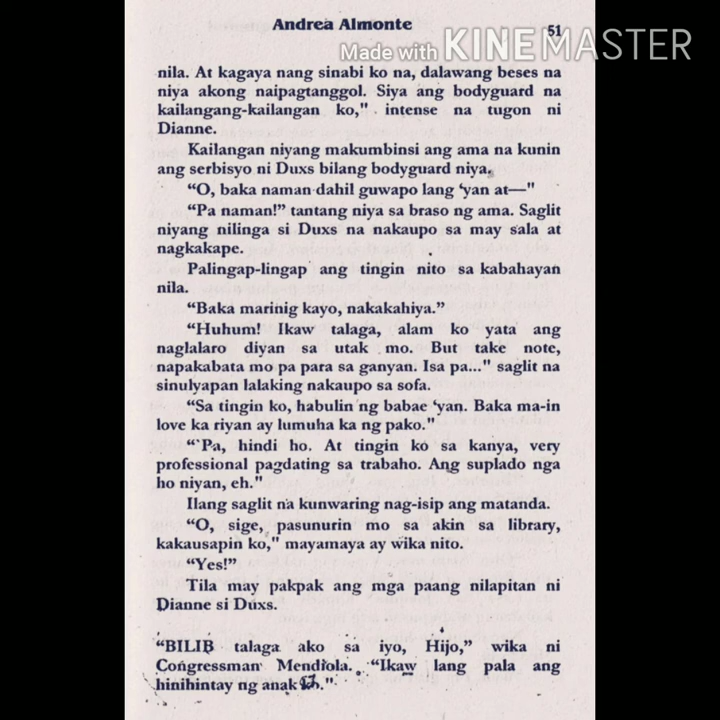 Andrea Almonte
51
Made with KINEMASTER
nila. At kagaya nang sinabi ko na, dalawang beses na
niya akong naipagtanggol. Siya ang bodyguard na
kailangang-kailangan ko," intense na tugon ni
Dianne.
Kailangan niyang makumbinsi ang ama na kunin
ang serbisyo ni Duxs bilang bodyguard niya.
“O, baka naman dahil guwapo lang ‘yan at—"
“Pa naman!” tantang niya sa braso ng ama. Saglit
niyang nilinga si Duxs na nakaupo sa may sala at
nagkakape.
Palingap-lingap ang tingin nito sa kabahayan
nila.
“Baka marinig kayo, nakakahiya.”
“Huhum! Ikaw talaga, alam ko yata ang
naglalaro diyan sa utak mo. But take note,
napakabata mo pa para sa ganyan. Isa pa..." saglit na
sinulyapan lalaking nakaupo sa sofa.
“Sa tingin ko, habulin ng babae ‘yan. Baka ma-in
love ka riyan ay lumuha ka ng pako."
“‘Pa, hindi ho. At tingin ko sa kanya, very
professional pagdating sa trabaho. Ang suplado nga
ho niyan, eh."
Ilang saglit na kunwaring nag-isip ang matanda.
“O, sige, pasunurin mo sa akin sa library,
kakausapin ko," mayamaya ay wika nito.
“Yes!”
Tila may pakpak ang mga paang nilapitan ni
Dianne si Duxs.
“BILIB talaga ako sa iyo, Hijo,” wika ni
Congressman Mendiola. “Ikaw lang pala ang
hinihintay ng anak ko."